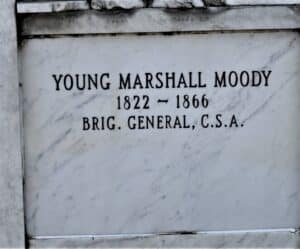 YOUNG MARSHALL MOODY
1822 ~ 1866
BRIG. GENERAL, C.S.A.